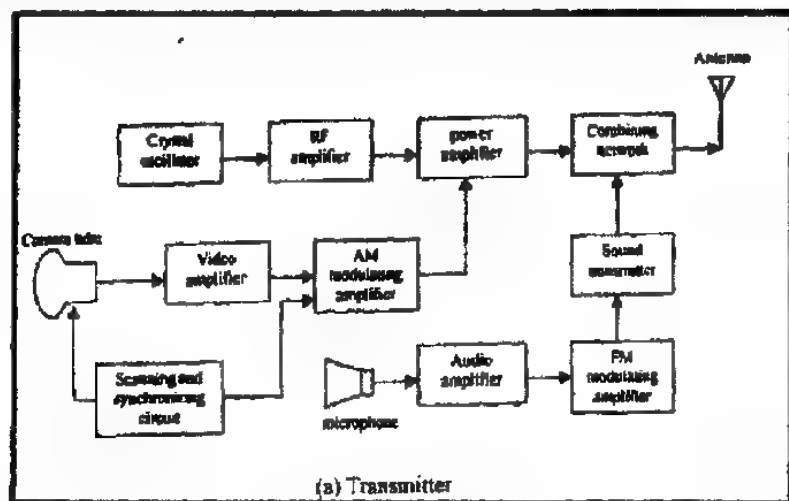 Antenna
Crystal
oscillator
RF
amplifier
power
amplifier
Combining
network
Camera tube
Video
amplifier
AM
modulating
amplifier
Sound
transmitter
Scanning and
synchronizing
circuit
microphone
Audio
amplifier
FM
modulating
amplifier
(a) Transmitter